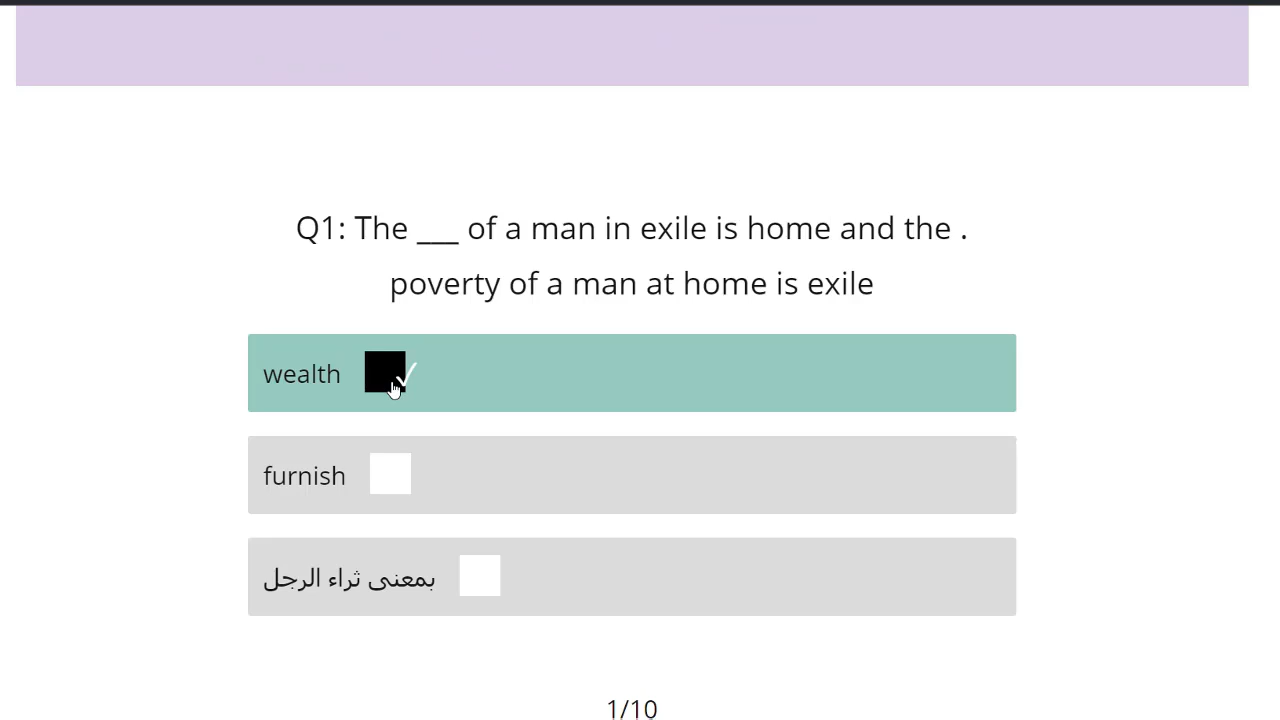 Q1: The ___ of a man in exile is home and the .
poverty of a man at home is exile
wealth ✓
furnish
بمعنى ثراء الرجل
1/10